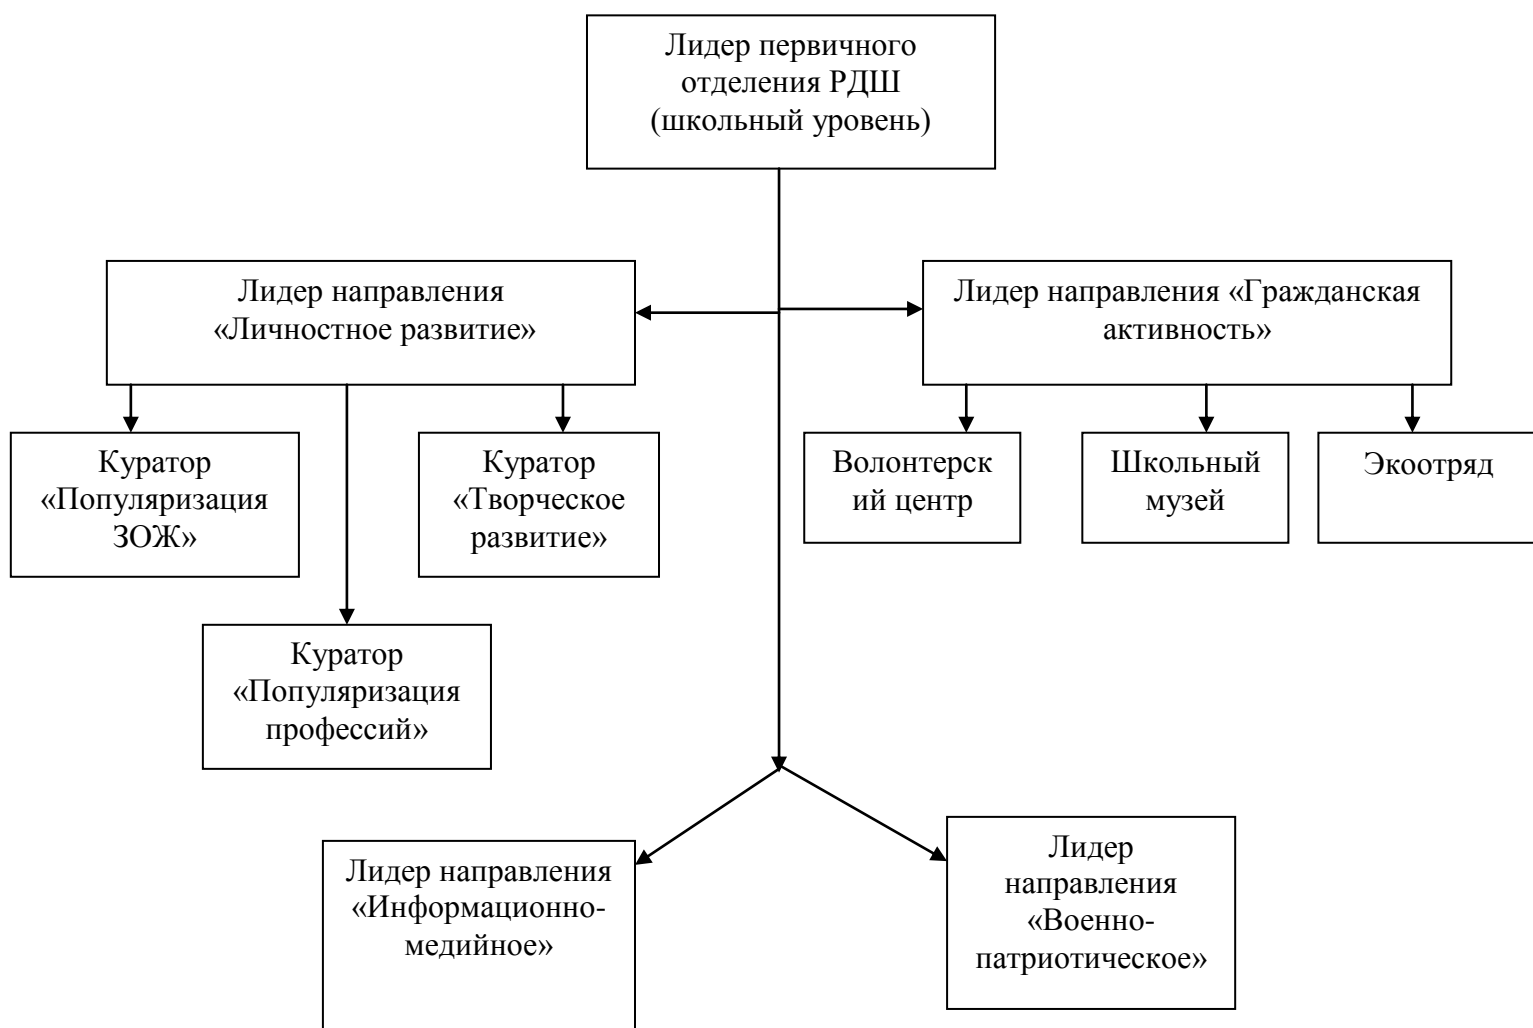 Лидер первичного
отделения РДШ
(школьный уровень)
Лидер направления
«Личностное развитие»
Лидер направления «Гражданская
активность»
Куратор
«Популяризация
ЗОЖ»
Куратор
«Творческое
развитие»
Волонтерск
ий центр
Школьный
музей
Экоотряд
Куратор
«Популяризация
профессий»
Лидер направления
«Информационно-
медийное»
Лидер
направления
«Военно-
патриотическое»